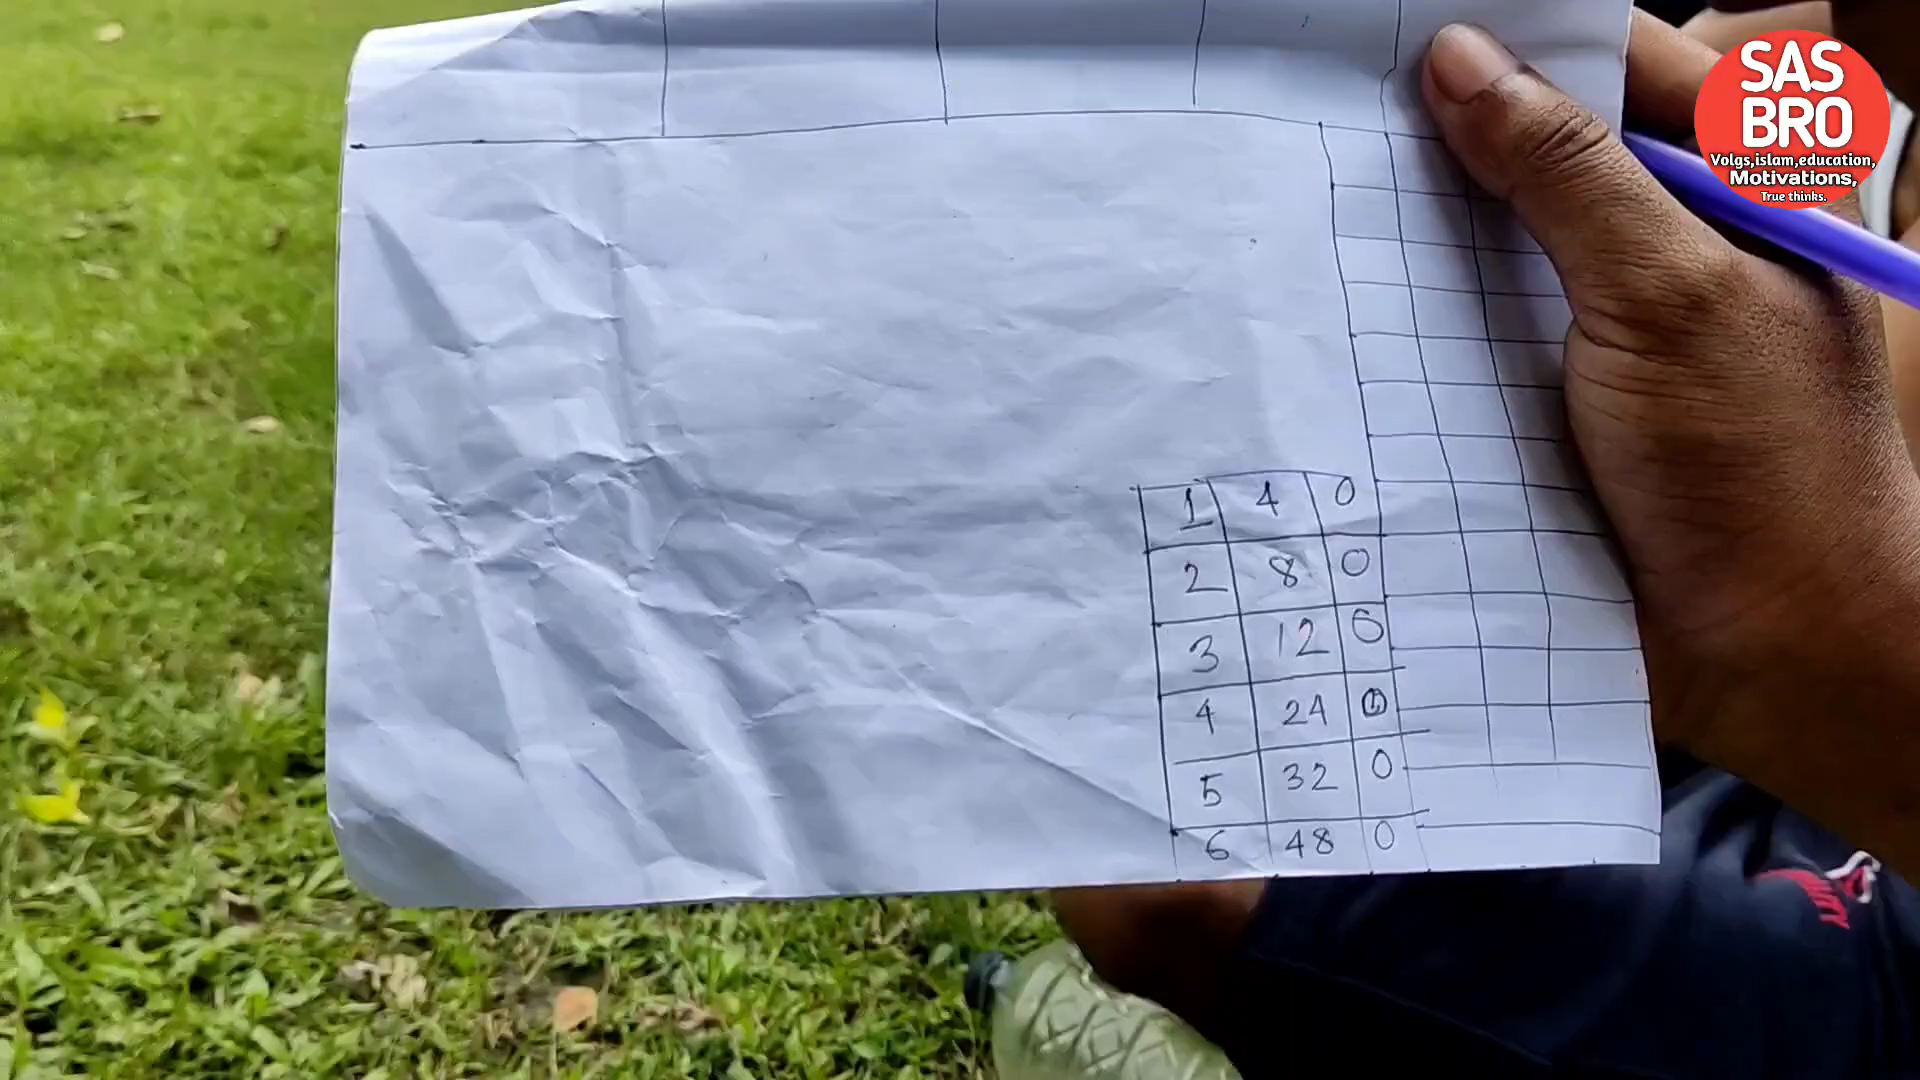 SAS
BRO
Volgs,islam,education,
Motivations,
True thinks.
1 4 0
2 8 0
3 12 0
4 24 0
5 32 0
6 48 0